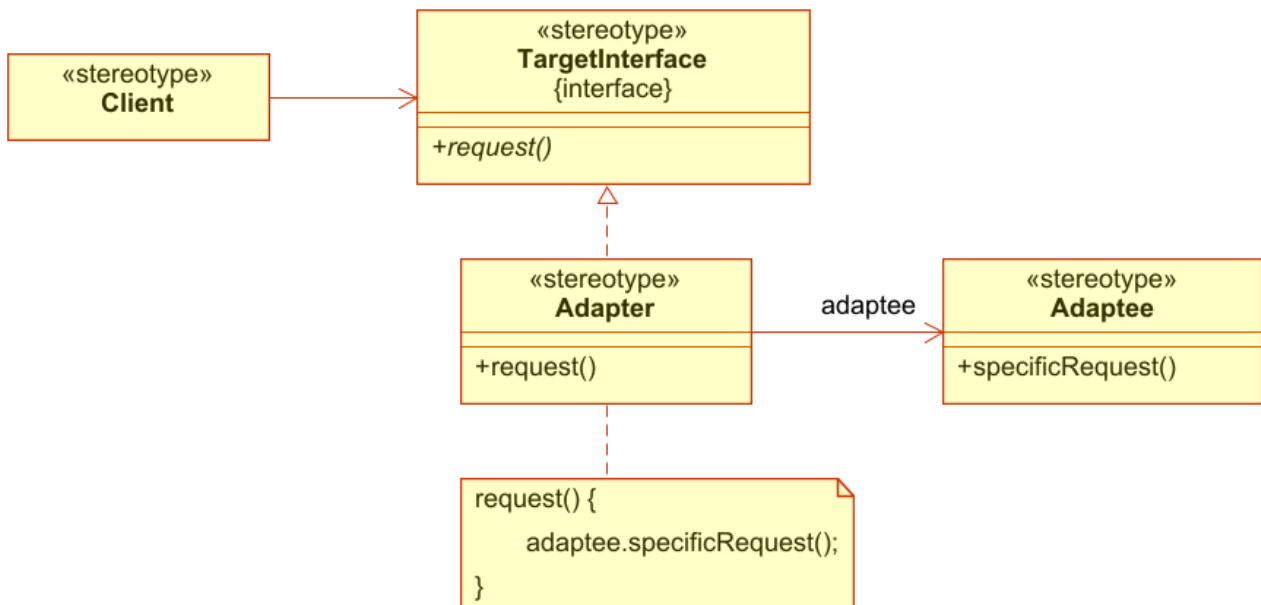 «stereotype»
Client
«stereotype»
TargetInterface
{interface}
+request()
«stereotype»
Adapter
+request()
adaptee
«stereotype»
Adaptee
+specificRequest()
request() {
adaptee.specificRequest();
}